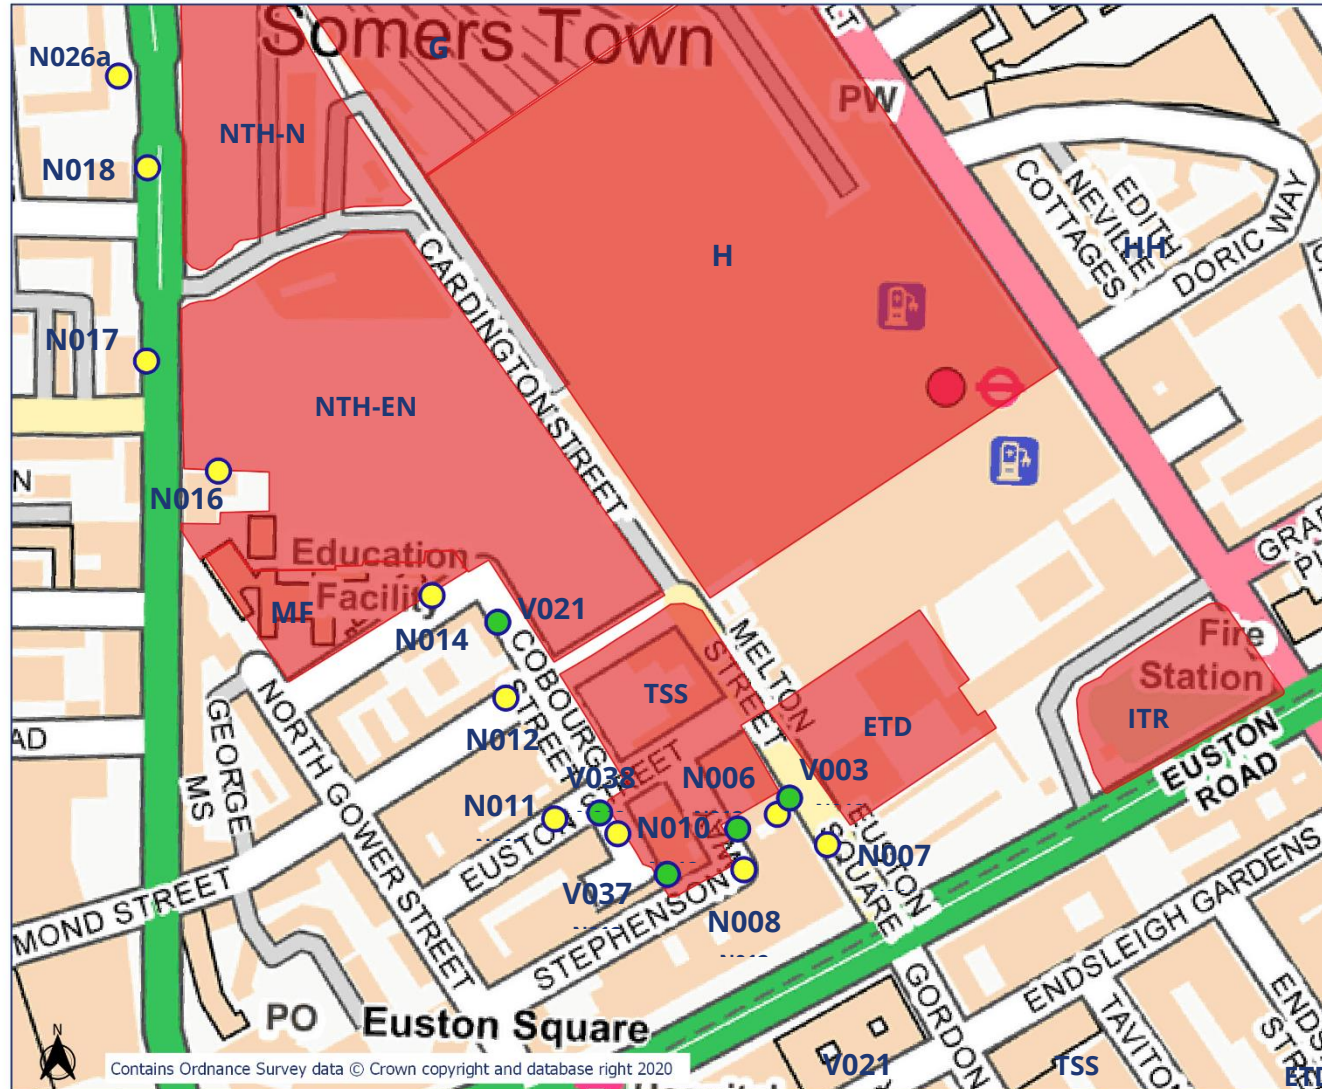 Somers Town
G
LT
N026a
PW
NTH-N
N018
EDITH
NEVILLE
COTTAGES
HH
DORIC WAY
H
CARDINGTON STREET
N017
NTH-EN
N
N016
Education
Facility
MF
N014
V021
COBOURG
STREET
MELTON
STREET
Fire
Station
TSS
ETD
ITR
EUSTON
ROAD
NORTH GOWER STREET
GEORGE
MS
AD
N012
V038
N006
V003
N011
N010
EUSTON
STREET
EUSTON
SQUARE
N007
V037
N008
STEPHENSON
MOND STREET
ENDSLEIGH GARDENS
GORDON
PO
Euston Square
N
Contains Ordnance Survey data © Crown copyright and database right 2020
V021
TSS